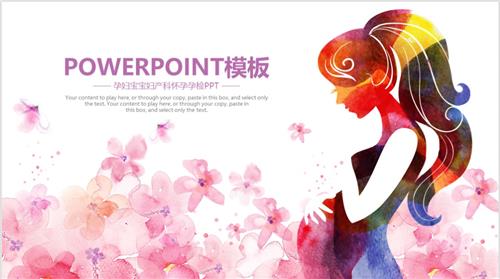 POWERPOINT模板
孕妇宝宝妇产科怀孕孕检PPT
Your content to play here, or through your copy, paste in this box, and select only
the text. Your content to play here, or through your copy, paste in
this box, and select only the text.